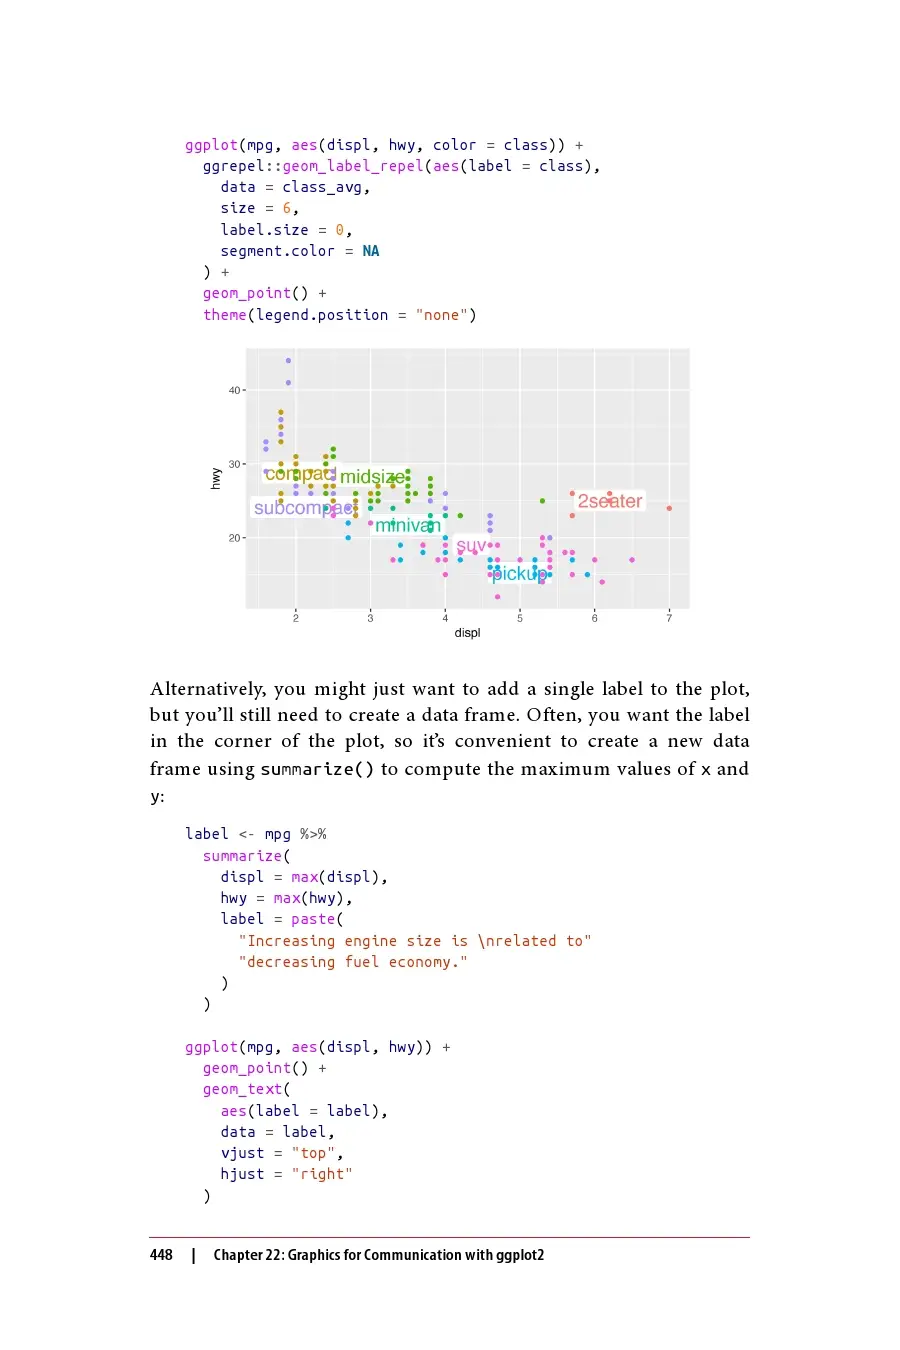 ggplot(mpg, aes(displ, hwy, color = class)) +
  ggrepel::geom_label_repel(aes(label = class),
    data = class_avg,
    size = 6,
    label.size = 0,
    segment.color = NA
  ) +
  geom_point() +
  theme(legend.position = "none")
40
30
20
hwy
compact
midsize
subcompact
2seater
minivan
suv
pickup
2 3 4 5 6 7
displ
Alternatively, you might just want to add a single label to the plot,
but you’ll still need to create a data frame. Often, you want the label
in the corner of the plot, so it’s convenient to create a new data
frame using summarize() to compute the maximum values of x and
y:
label <- mpg %>%
  summarize(
    displ = max(displ),
    hwy = max(hwy),
    label = paste(
      "Increasing engine size is \nrelated to"
      "decreasing fuel economy."
    )
  )
ggplot(mpg, aes(displ, hwy)) +
  geom_point() +
  geom_text(
    aes(label = label),
    data = label,
    vjust = "top",
    hjust = "right"
  )
448 | Chapter 22: Graphics for Communication with ggplot2